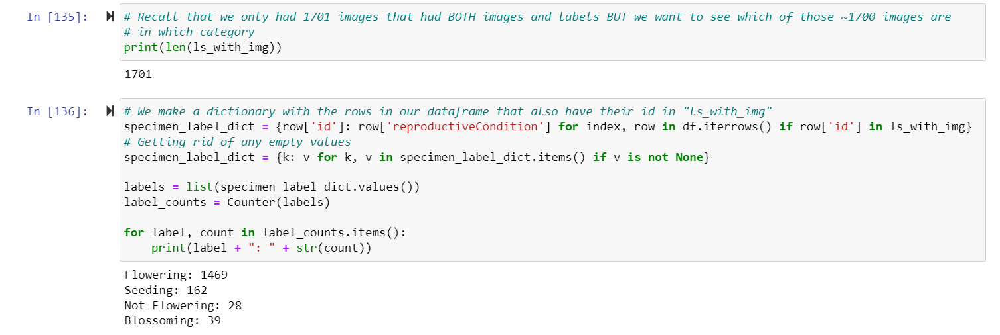 In [135]: # Recall that we only had 1701 images that had BOTH images and labels BUT we want to see which of those ~1700 images are
# in which category
print(len(ls_with_img))
1701
In [136]: # We make a dictionary with the rows in our dataframe that also have their id in "ls_with_img"
specimen_label_dict = {row['id']: row['reproductiveCondition'] for index, row in df.iterrows() if row['id'] in ls_with_img}
# Getting rid of any empty values
specimen_label_dict = {k: v for k, v in specimen_label_dict.items() if v is not None}
labels = list(specimen_label_dict.values())
label_counts = Counter(labels)
for label, count in label_counts.items():
    print(label + ": " + str(count))
Flowering: 1469
Seeding: 162
Not Flowering: 28
Blossoming: 39